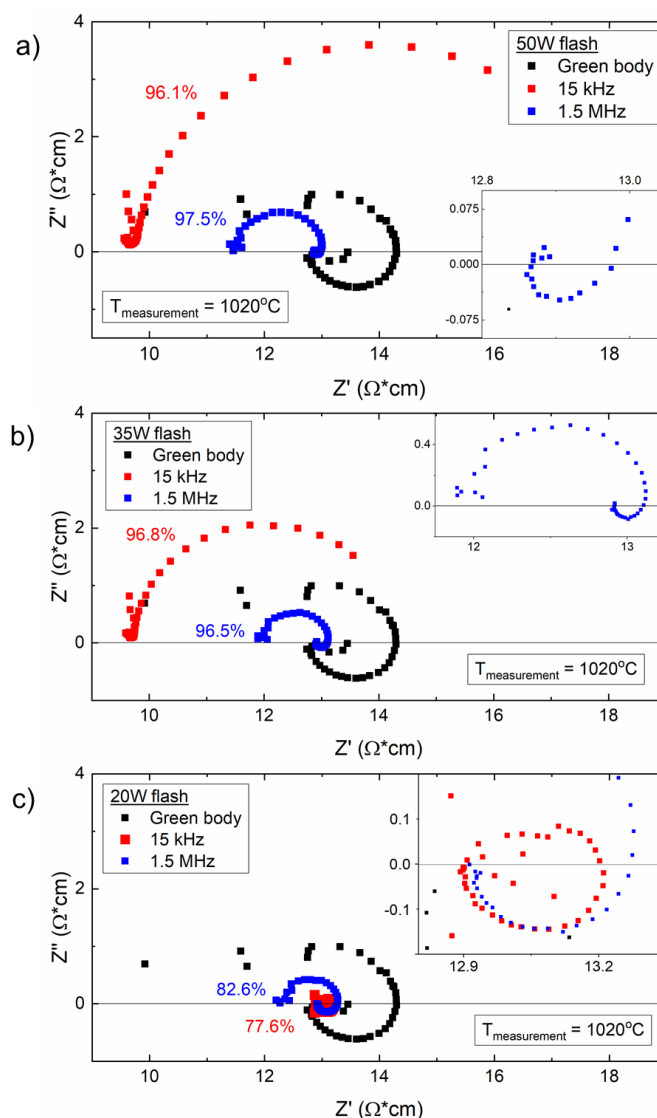 a)
4
2
0
Z'' (Ω*cm)
96.1%
97.5%
50W flash
Green body
15 kHz
1.5 MHz
12.8 13.0
0.075
0.000
-0.075
T measurement = 1020°C
10 12 14 16 18
Z' (Ω*cm)
b)
4
2
0
Z'' (Ω*cm)
35W flash
Green body
15 kHz
1.5 MHz
96.8%
96.5%
0.4
0.0
12 13
T measurement = 1020°C
10 12 14 16 18
Z' (Ω*cm)
c)
4
2
0
Z'' (Ω*cm)
20W flash
Green body
15 kHz
1.5 MHz
82.6%
77.6%
0.1
0.0
-0.1
12.9 13.2
T measurement = 1020°C
10 12 14 16 18
Z' (Ω*cm)